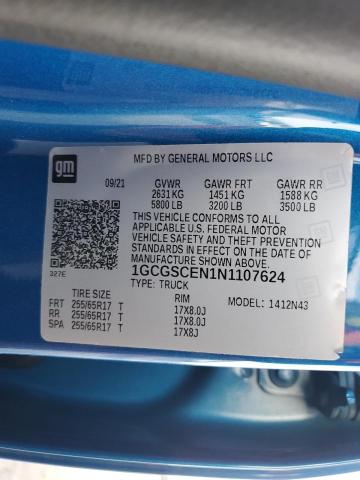 gm
MFD BY GENERAL MOTORS LLC
09/21 GVWR GAWR FRT GAWR RR
2631 KG 1451 KG 1588 KG
5800 LB 3200 LB 3500 LB
THIS VEHICLE CONFORMS TO ALL
APPLICABLE U.S. FEDERAL MOTOR
VEHICLE SAFETY AND THEFT PREVENTION
STANDARDS IN EFFECT ON THE DATE OF
MANUFACTURE SHOWN ABOVE.
1GCGSCEN1N1107624
327E
TYPE: TRUCK
TIRE SIZE RIM MODEL: 1412N43
FRT 255/65R17 T 17X8.0J
RR 255/65R17 T 17X8.0J
SPA 255/65R17 T 17X8J